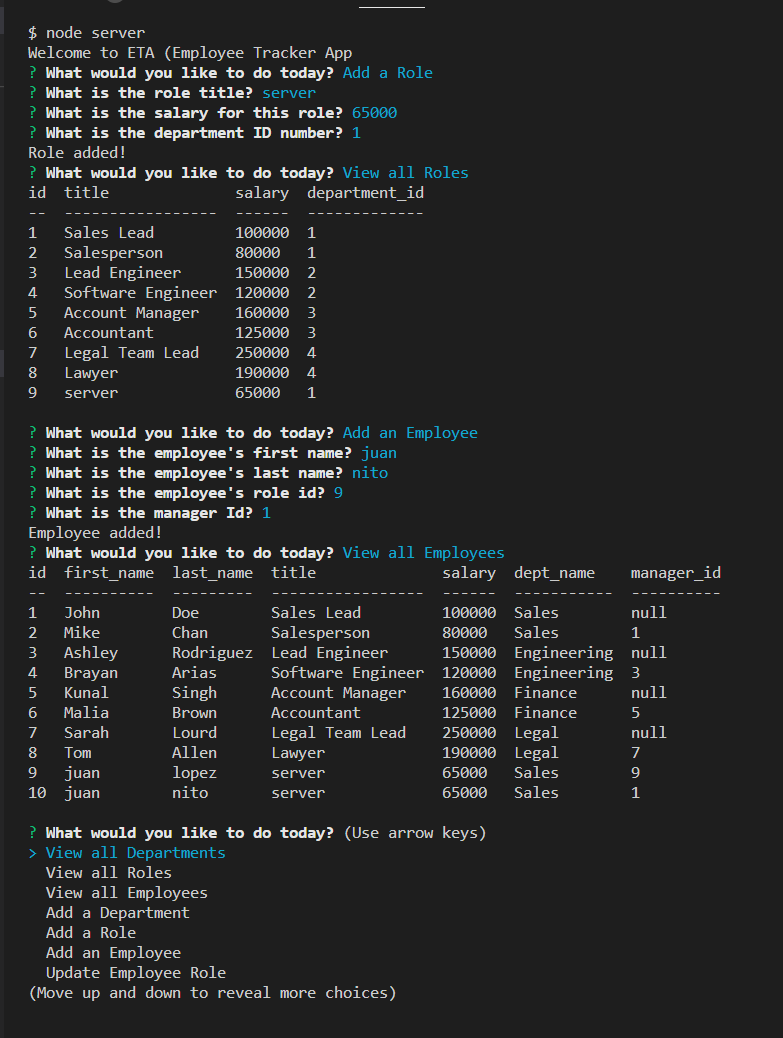 $ node server
Welcome to ETA (Employee Tracker App
? What would you like to do today? Add a Role
? What is the role title? server
? What is the salary for this role? 65000
? What is the department ID number? 1
Role added!
? What would you like to do today? View all Roles
id  title              salary  department_id
--  -----------------  ------  -------------
1   Sales Lead         100000  1
2   Salesperson        80000   1
3   Lead Engineer      150000  2
4   Software Engineer  120000  2
5   Account Manager    160000  3
6   Accountant         125000  3
7   Legal Team Lead    250000  4
8   Lawyer             190000  4
9   server             65000   1
? What would you like to do today? Add an Employee
? What is the employee's first name? juan
? What is the employee's last name? nito
? What is the employee's role id? 9
? What is the manager Id? 1
Employee added!
? What would you like to do today? View all Employees
id  first_name  last_name  title              salary  dept_name    manager_id
--  ----------  ---------  -----------------  ------  -----------  ----------
1   John        Doe        Sales Lead         100000  Sales        null
2   Mike        Chan       Salesperson        80000   Sales        1
3   Ashley      Rodriguez  Lead Engineer      150000  Engineering  null
4   Brayan      Arias      Software Engineer  120000  Engineering  3
5   Kunal       Singh      Account Manager    160000  Finance      null
6   Malia       Brown      Accountant         125000  Finance      5
7   Sarah       Lourd      Legal Team Lead    250000  Legal        null
8   Tom         Allen      Lawyer             190000  Legal        7
9   juan        lopez      server             65000   Sales        9
10  juan        nito       server             65000   Sales        1
? What would you like to do today? (Use arrow keys)
> View all Departments
  View all Roles
  View all Employees
  Add a Department
  Add a Role
  Add an Employee
  Update Employee Role
(Move up and down to reveal more choices)